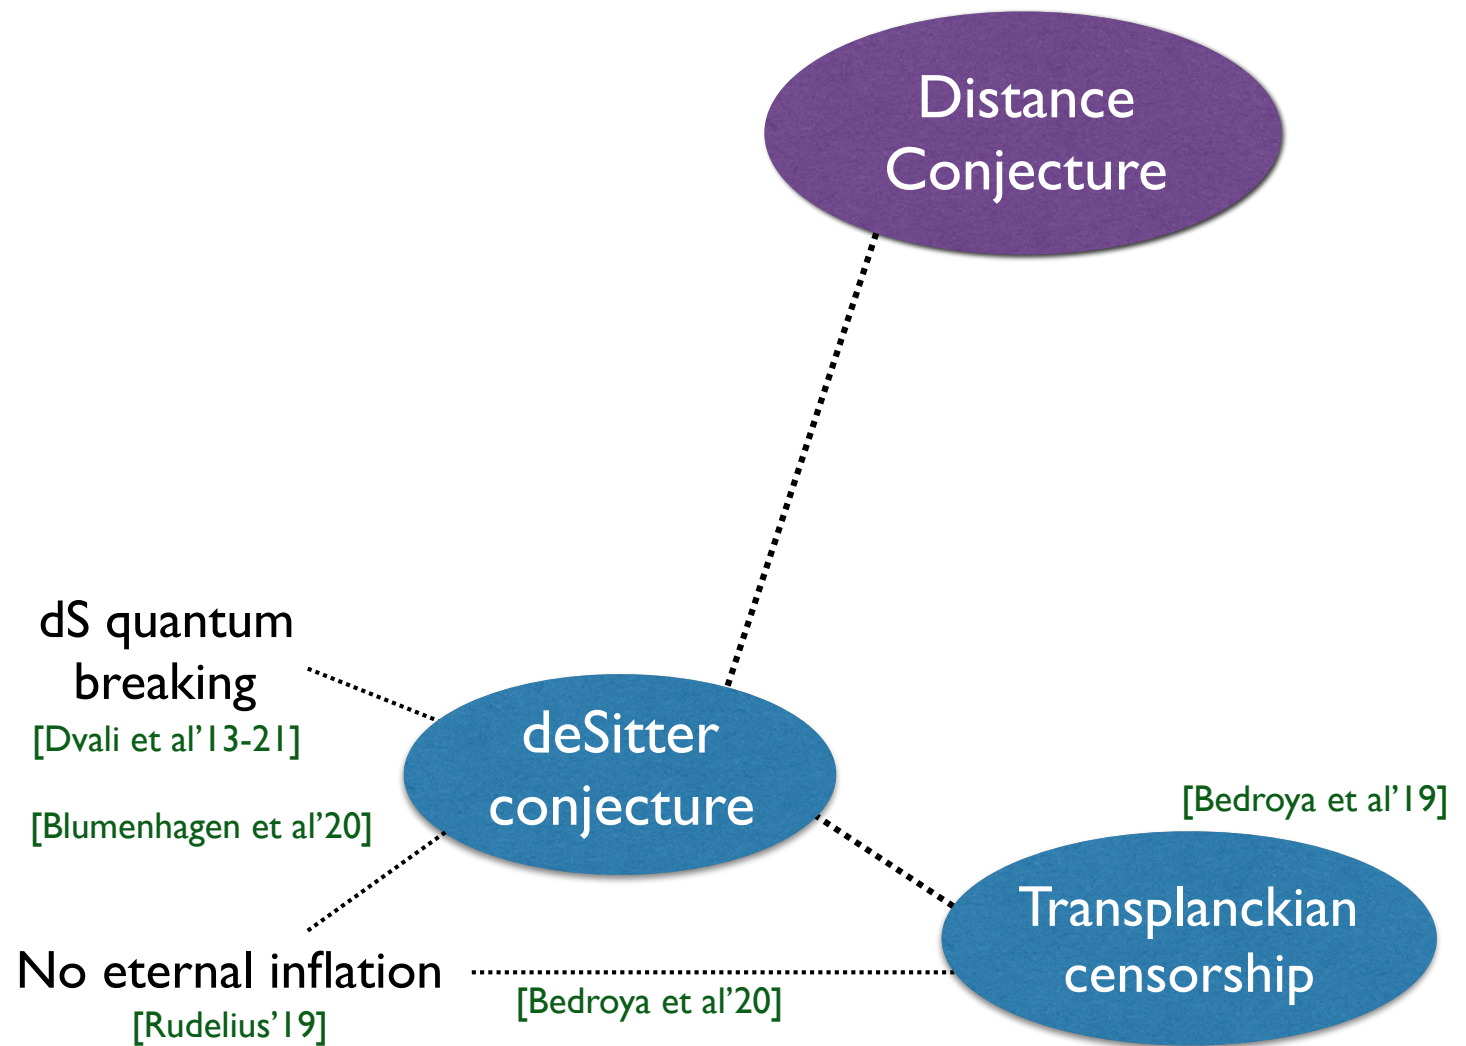 Distance
Conjecture
dS quantum
breaking
[Dvali et al’13-21]
deSitter
conjecture
[Blumenhagen et al’20]
[Bedroya et al’19]
Transplanckian
censorship
No eternal inflation
[Rudelius’19]
[Bedroya et al’20]